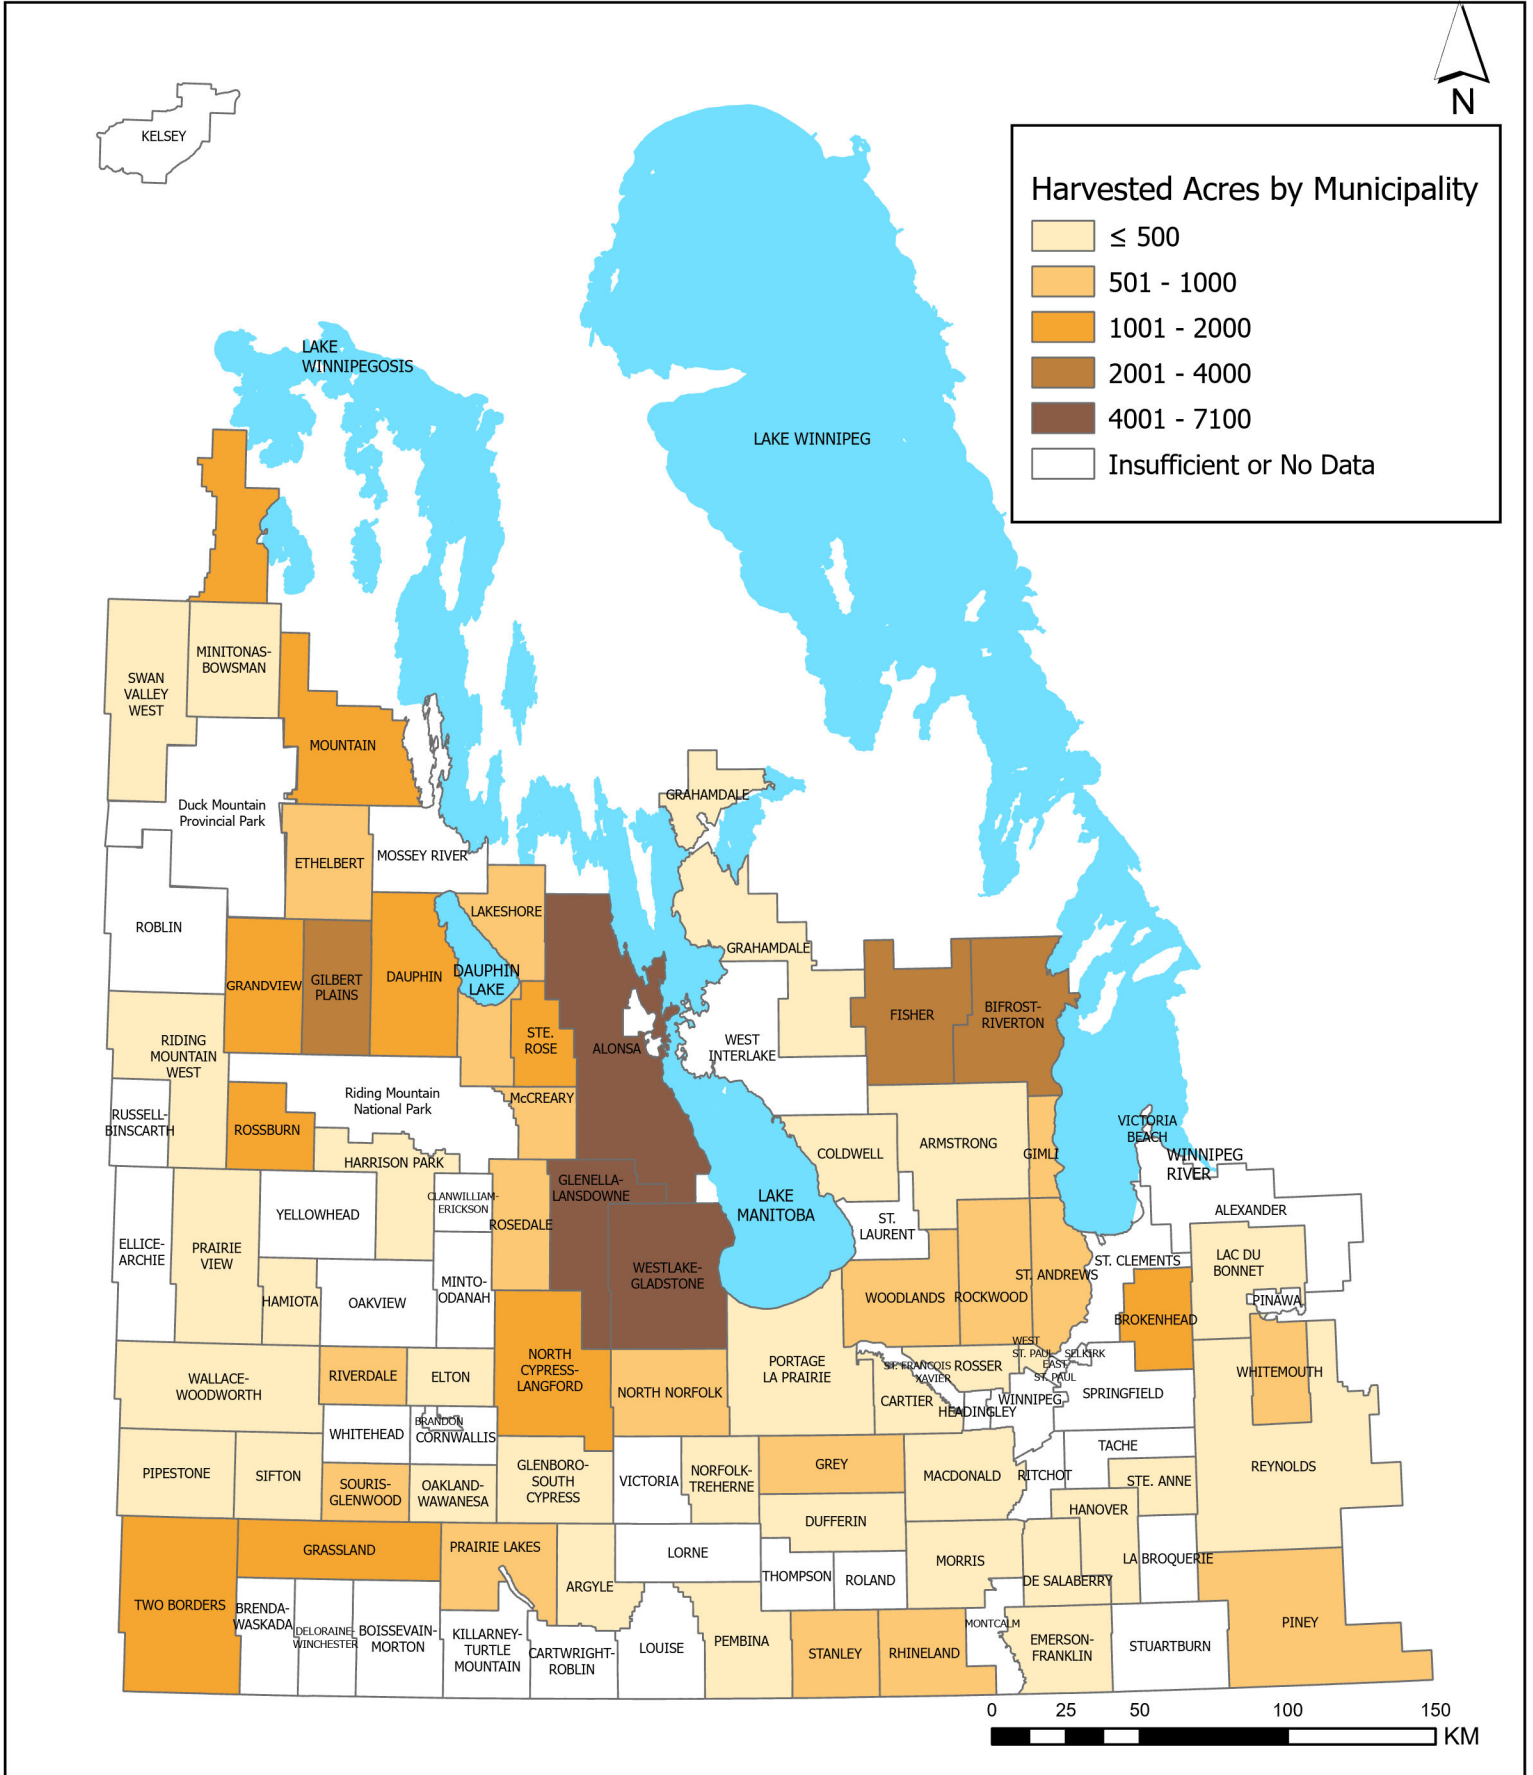 N
KELSEY
Harvested Acres by Municipality
≤ 500
501 - 1000
1001 - 2000
2001 - 4000
4001 - 7100
Insufficient or No Data
LAKE
WINNIPEGOSIS
LAKE WINNIPEG
MINITONAS-
BOWSMAN
SWAN
VALLEY
WEST
MOUNTAIN
GRAHAMDALE
Duck Mountain
Provincial Park
ETHELBERT
MOSSEY RIVER
ROBLIN
LAKESHORE
GRAHAMDALE
GRANDVIEW
GILBERT
PLAINS
DAUPHIN
DAUPHIN
LAKE
FISHER
BIFROST-
RIVERTON
RIDING
MOUNTAIN
WEST
STE.
ROSE
ALONSA
WEST
INTERLAKE
Riding Mountain
National Park
McCREARY
RUSSELL-
BINSCARTH
ROSSBURN
HARRISON PARK
COLDWELL
ARMSTRONG
GIMLI
VICTORIA
BEACH
WINNIPEG
RIVER
CLANWILLIAM-
ERICKSON
GLENELLA-
LANSDOWNE
LAKE
MANITOBA
ST.
LAURENT
ALEXANDER
YELLOWHEAD
ROSEDALE
ELLICE-
ARCHIE
PRAIRIE
VIEW
ST. CLEMENTS
LAC DU
BONNET
WESTLAKE-
GLADSTONE
ST. ANDREWS
MINTO-
ODANAH
HAMIOTA
OAKVIEW
WOODLANDS
ROCKWOOD
PINAWA
BROKENHEAD
WALLACE-
WOODWORTH
RIVERDALE
ELTON
NORTH
CYPRESS-
LANGFORD
NORTH NORFOLK
PORTAGE
LA PRAIRIE
ST. FRANCOIS
XAVIER
ROSSER
WEST
ST. PAUL
SELKIRK
EAST
ST. PAUL
WHITEMOUTH
CARTIER
HEADINGLEY
WINNIPEG
SPRINGFIELD
WHITEHEAD
BRANDON
CORNWALLIS
PIPESTONE
SIFTON
SOURIS-
GLENWOOD
OAKLAND-
WAWANESA
GLENBORO-
SOUTH
CYPRESS
VICTORIA
NORFOLK-
TREHERNE
GREY
MACDONALD
RITCHOT
TACHE
STE. ANNE
REYNOLDS
HANOVER
DUFFERIN
GRASSLAND
PRAIRIE LAKES
LORNE
MORRIS
LA BROQUERIE
ARGYLE
THOMPSON
ROLAND
DE SALABERRY
TWO BORDERS
BRENDA-
WASKADA
DELORAINE-
WINCHESTER
BOISSEVAIN-
MORTON
KILLARNEY-
TURTLE
MOUNTAIN
CARTWRIGHT-
ROBLIN
LOUISE
PEMBINA
STANLEY
RHINELAND
MONTCALM
EMERSON-
FRANKLIN
STUARTBURN
PINEY
0 25 50 100 150
KM